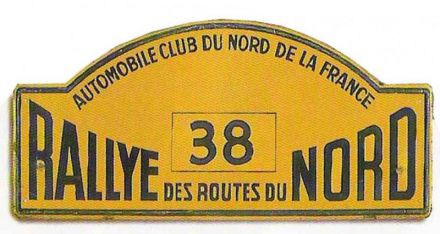 AUTOMOBILE CLUB DU NORD DE LA FRANCE
38
RALLYE DES ROUTES DU NORD